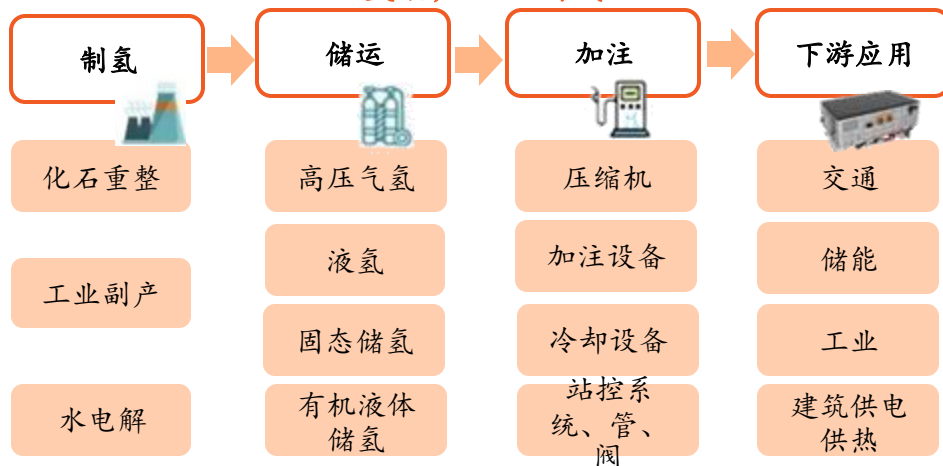 制氢
储运
加注
下游应用
化石重整
高压气氢
压缩机
交通
工业副产
液氢
加注设备
储能
固态储氢
冷却设备
工业
水电解
有机液体
储氢
站控系
统、管、
阀
建筑供电
供热